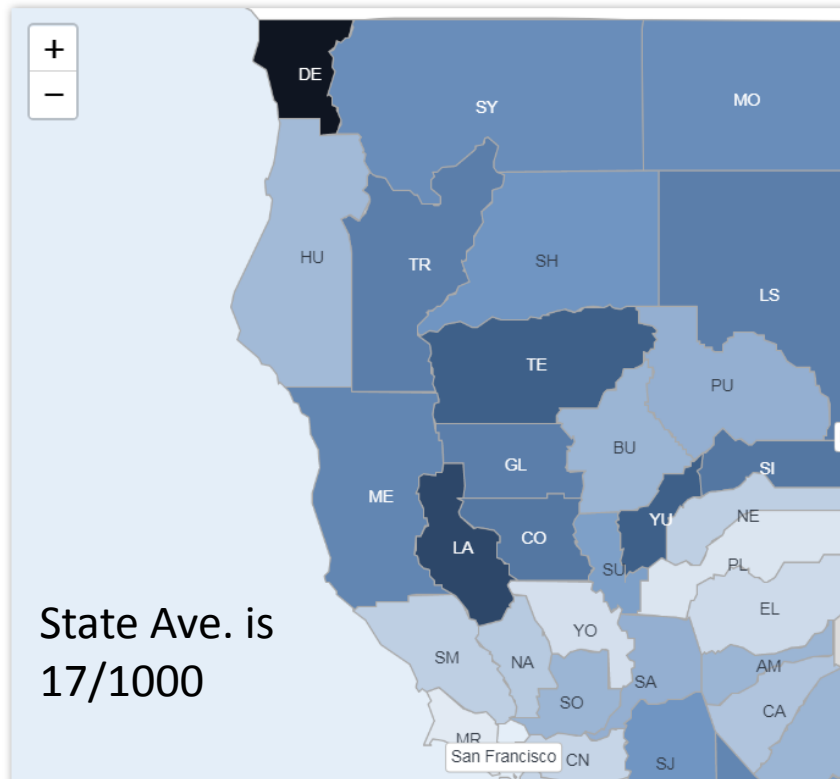 +
−
DE
SY
MO
HU
TR
SH
LS
TE
PU
BU
GL
SI
ME
LA
CO
YU
NE
SU
PL
EL
State Ave. is
17/1000
SM
NA
YO
AM
SO
SA
CA
MR
San Francisco
CN
SJ